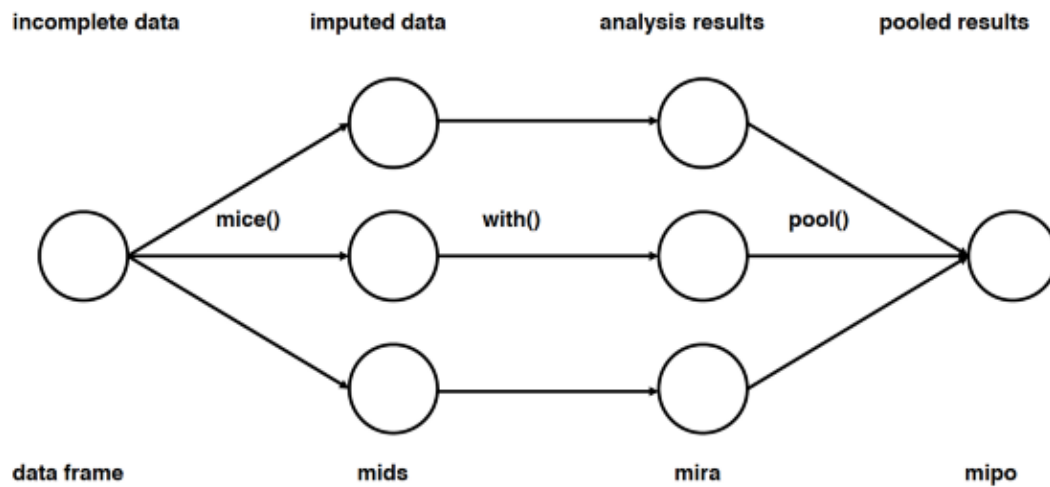 incomplete data imputed data analysis results pooled results
mice() with() pool()
data frame mids mira mipo